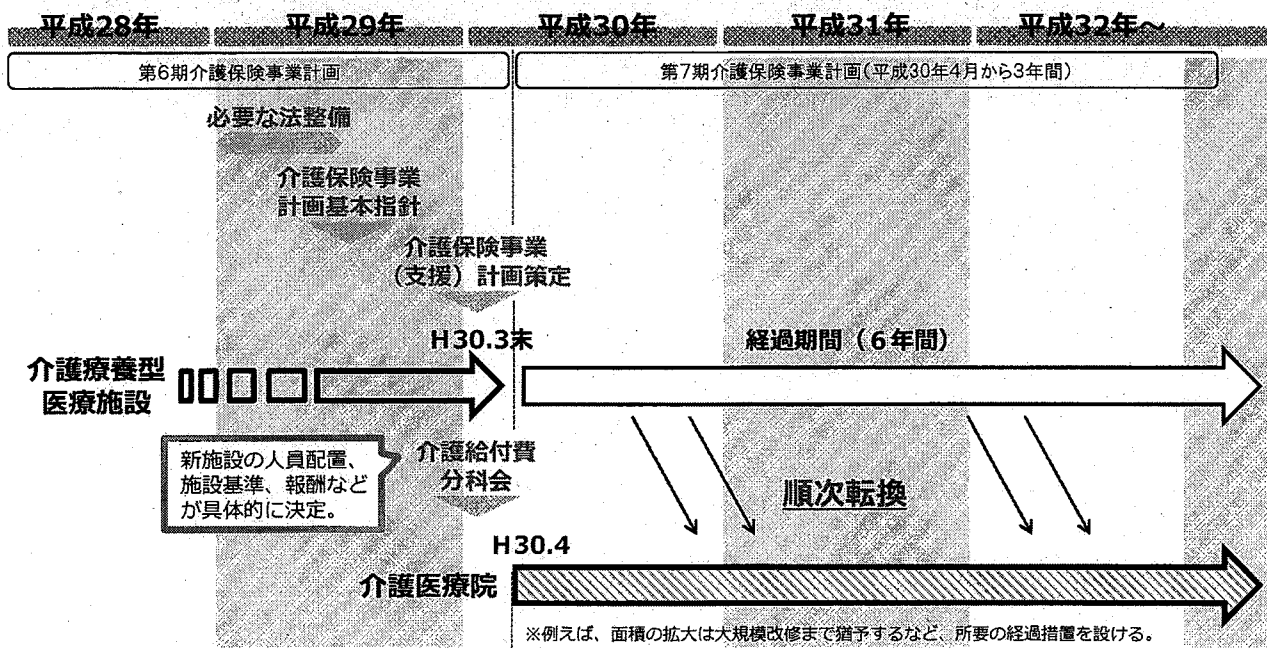 平成28年
平成29年
平成30年
平成31年
平成32年~
第6期介護保険事業計画
第7期介護保険事業計画(平成30年4月から3年間)
必要な法整備
介護保険事業
計画基本指針
介護保険事業
(支援)計画策定
H30.3末
経過期間(6年間)
介護療養型
医療施設
新施設の人員配置、
施設基準、報酬など
が具体的に決定。
介護給付費
分科会
順次転換
H30.4
介護医療院
※例えば、面積の拡大は大規模改修まで猶予するなど、所要の経過措置を設ける。